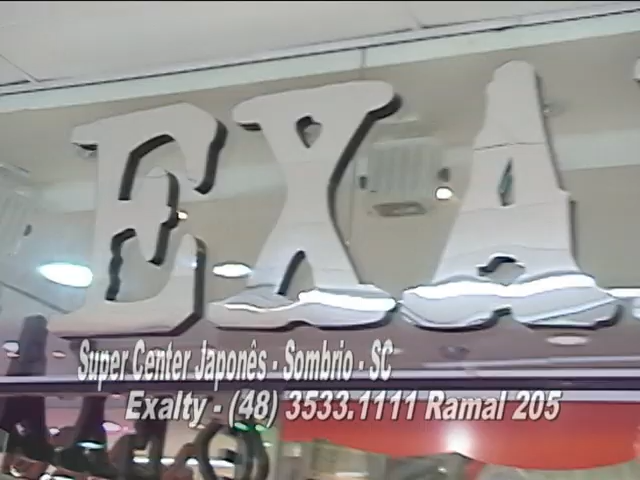 EXA
Super Center Japonês - Sombrio - SC
Exalty - (48) 3533.1111 Ramal 205